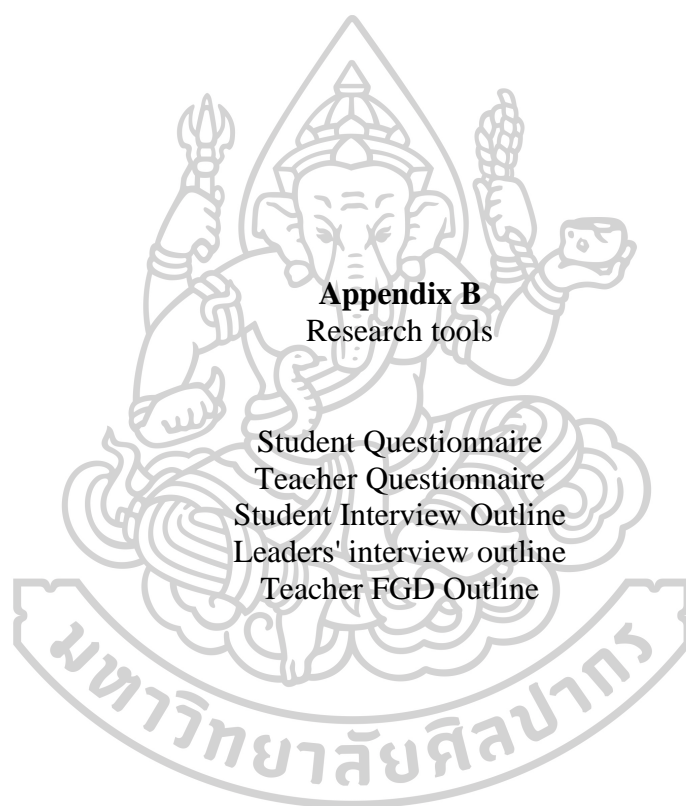 Appendix B
Research tools
Student Questionnaire
Teacher Questionnaire
Student Interview Outline
Leaders' interview outline
Teacher FGD Outline
มหาวิทยาลัยศิลปากร